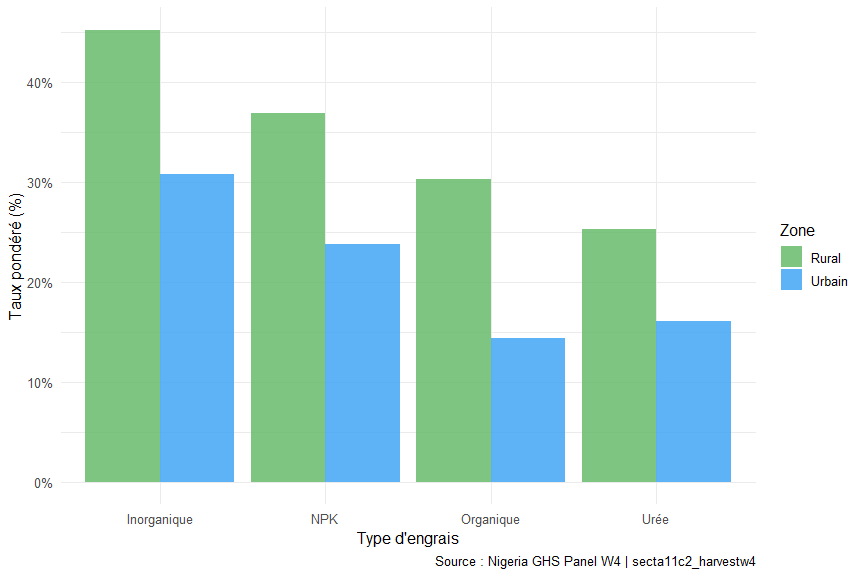 Taux pondéré (%)
40%
30%
20%
10%
0%
Inorganique
NPK
Organique
Urée
Type d'engrais
Zone
Rural
Urbain
Source : Nigeria GHS Panel W4 | secta11c2_harvestw4